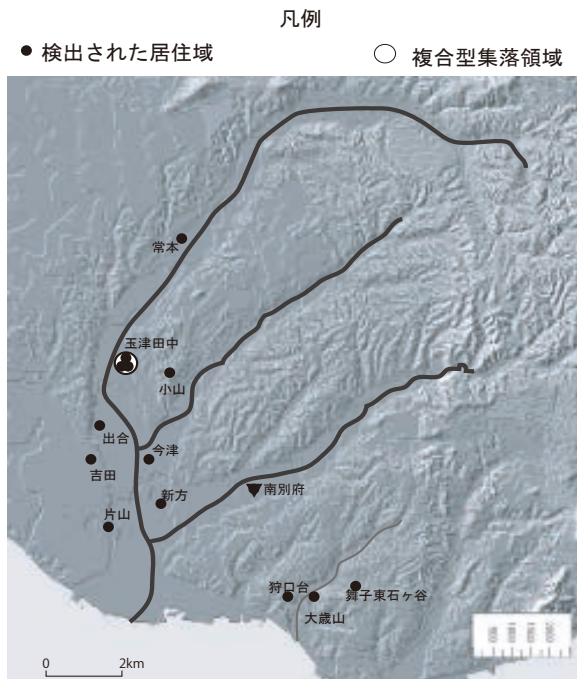 凡例
検出された居住域
複合型集落領域
常本
玉津田中
小山
出合
今津
吉田
新方
南別府
片山
狩口台
舞子東石ヶ谷
大歳山
0 2km